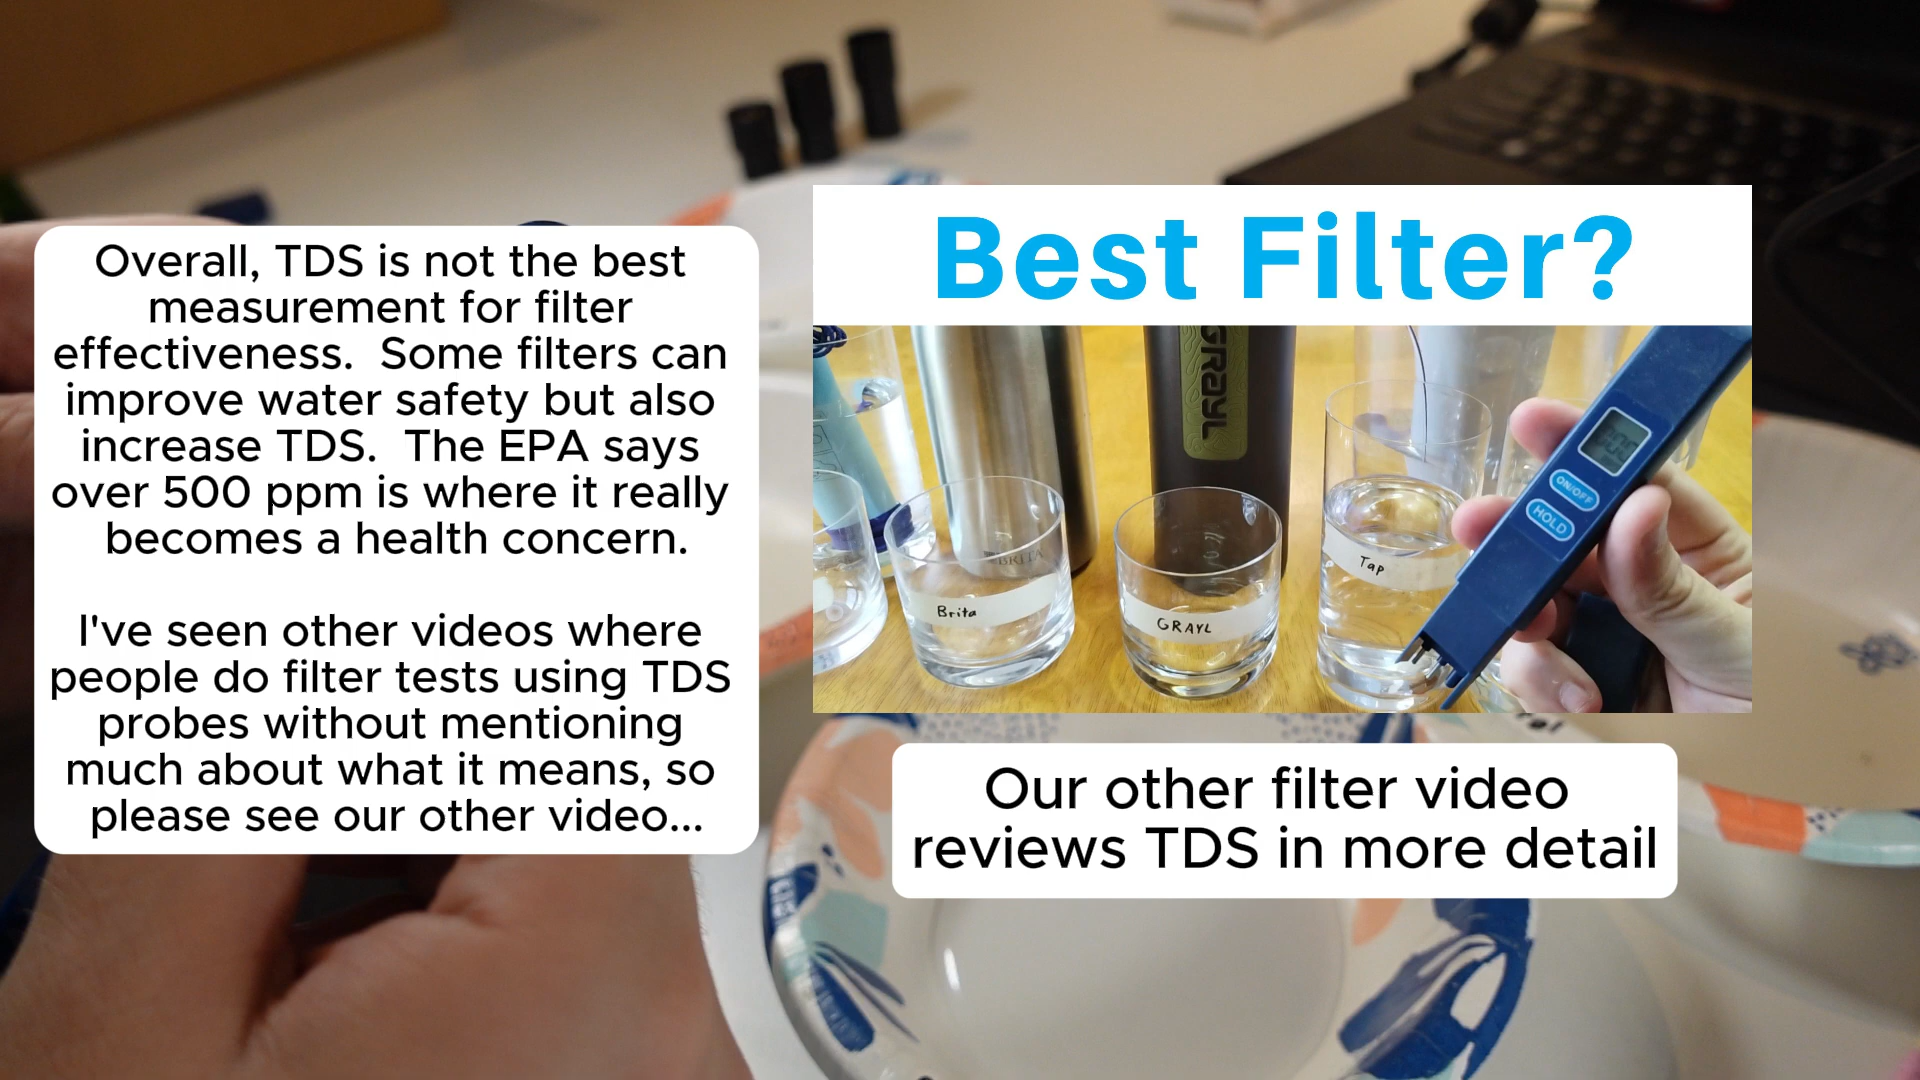 Overall, TDS is not the best
measurement for filter
effectiveness. Some filters can
improve water safety but also
increase TDS. The EPA says
over 500 ppm is where it really
becomes a health concern.
I've seen other videos where
people do filter tests using TDS
probes without mentioning
much about what it means, so
please see our other video...
Best Filter?
GRAYL
ON/OFF
HOLD
BRITA
Tap
Brita
GRAYL
Our other filter video
reviews TDS in more detail